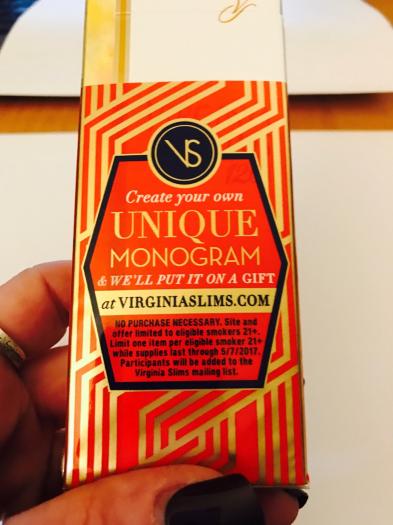 VS
Create your own
UNIQUE
MONOGRAM
& WE'LL PUT IT ON A GIFT
at VIRGINIASLIMS.COM
NO PURCHASE NECESSARY. Site and
offer limited to eligible smokers 21+.
Limit one item per eligible smoker 21+
while supplies last through 5/7/2017.
Participants will be added to the
Virginia Slims mailing list.